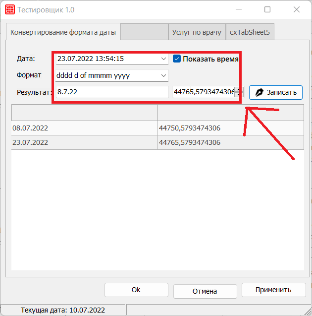 Тестировщик 1.0
Конвертирование формата даты
Услуг по врачу
cxTabSheet5
Дата:
23.07.2022 13:54:15
Показать время
Формат
dddd d of mmmm yyyy
Результат:
8.7.22
44765,5793474306
Записать
08.07.2022
44750,5793474306
23.07.2022
44765,5793474306
Ok
Отмена
Применить
Текущая дата: 10.07.2022